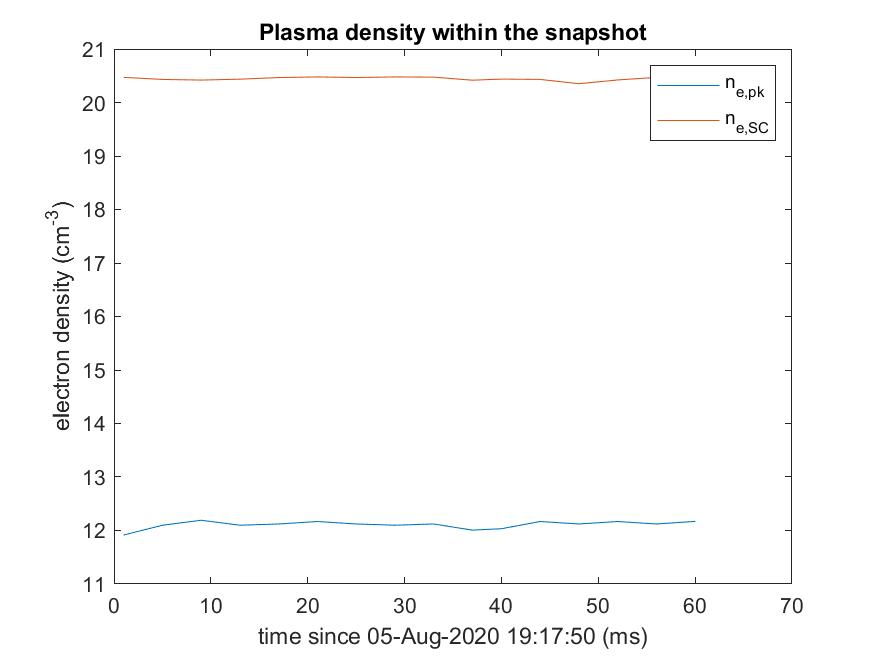 Plasma density within the snapshot
21
20
19
18
17
16
15
14
13
12
11
electron density (cm-3)
ne,pk
ne,SC
0 10 20 30 40 50 60 70
time since 05-Aug-2020 19:17:50 (ms)